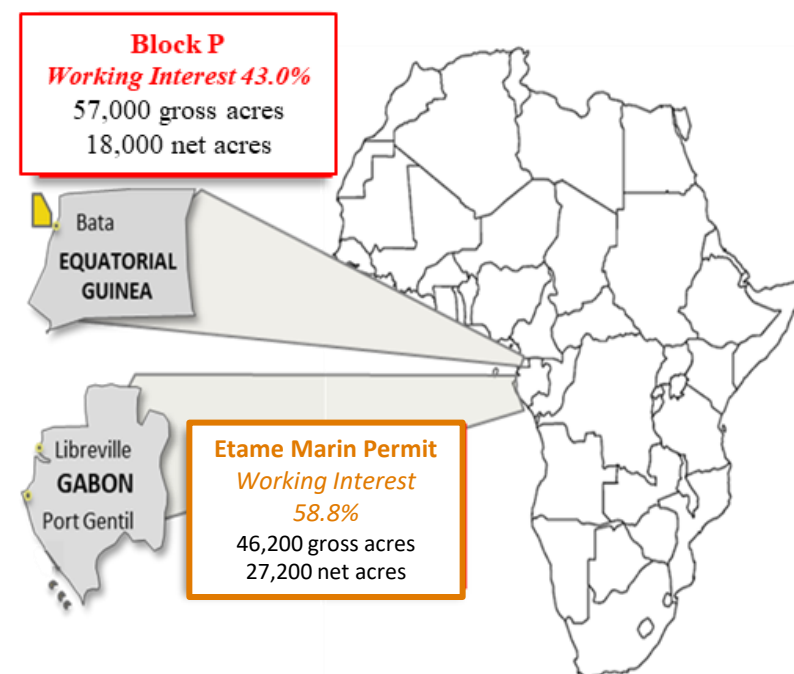 Block P
Working Interest 43.0%
57,000 gross acres
18,000 net acres
Bata
EQUATORIAL
GUINEA
Libreville
GABON
Port Gentil
Etame Marin Permit
Working Interest
58.8%
46,200 gross acres
27,200 net acres